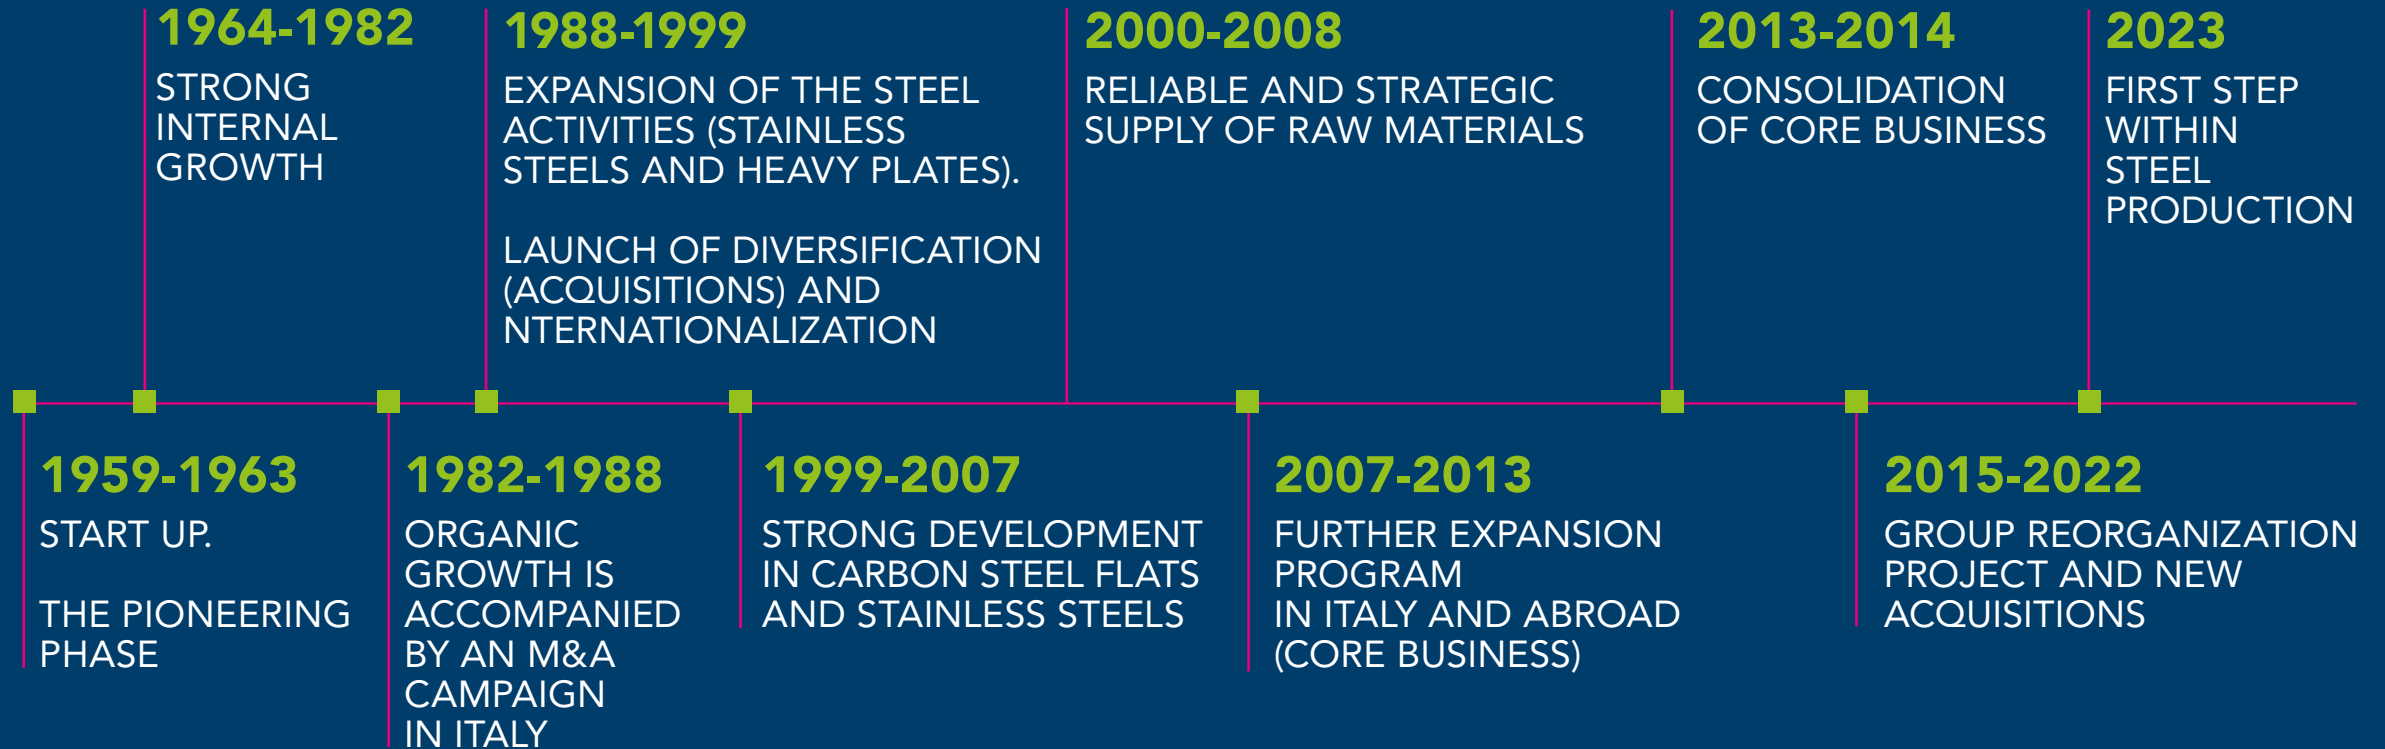 1964-1982
STRONG
INTERNAL
GROWTH
1988-1999
EXPANSION OF THE STEEL
ACTIVITIES (STAINLESS
STEELS AND HEAVY PLATES).
LAUNCH OF DIVERSIFICATION
(ACQUISITIONS) AND
NTERNATIONALIZATION
2000-2008
RELIABLE AND STRATEGIC
SUPPLY OF RAW MATERIALS
2013-2014
CONSOLIDATION
OF CORE BUSINESS
2023
FIRST STEP
WITHIN
STEEL
PRODUCTION
1959-1963
START UP.
THE PIONEERING
PHASE
1982-1988
ORGANIC
GROWTH IS
ACCOMPANIED
BY AN M&A
CAMPAIGN
IN ITALY
1999-2007
STRONG DEVELOPMENT
IN CARBON STEEL FLATS
AND STAINLESS STEELS
2007-2013
FURTHER EXPANSION
PROGRAM
IN ITALY AND ABROAD
(CORE BUSINESS)
2015-2022
GROUP REORGANIZATION
PROJECT AND NEW
ACQUISITIONS